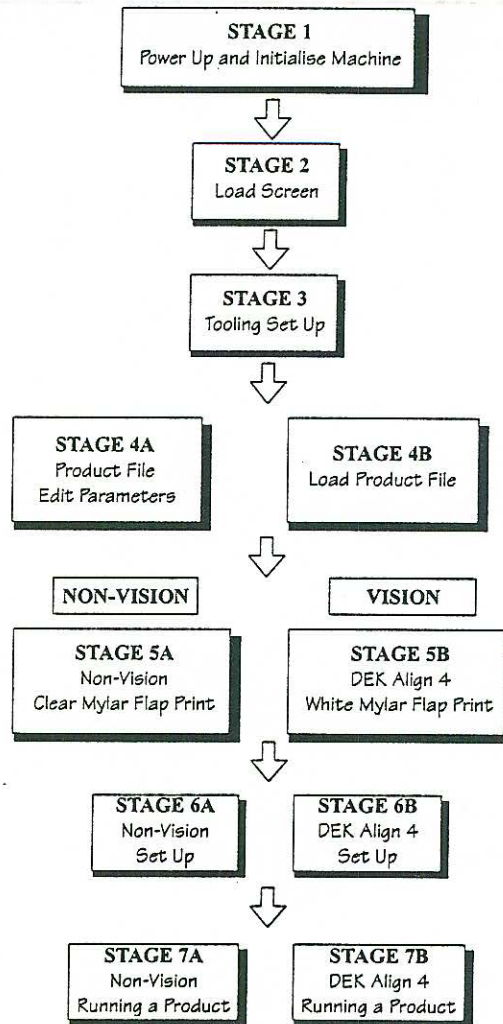 STAGE 1
Power Up and Initialise Machine
STAGE 2
Load Screen
STAGE 3
Tooling Set Up
STAGE 4A
Product File
Edit Parameters
STAGE 4B
Load Product File
NON-VISION
VISION
STAGE 5A
Non-Vision
Clear Mylar Flap Print
STAGE 5B
DEK Align 4
White Mylar Flap Print
STAGE 6A
Non-Vision
Set Up
STAGE 6B
DEK Align 4
Set Up
STAGE 7A
Non-Vision
Running a Product
STAGE 7B
DEK Align 4
Running a Product